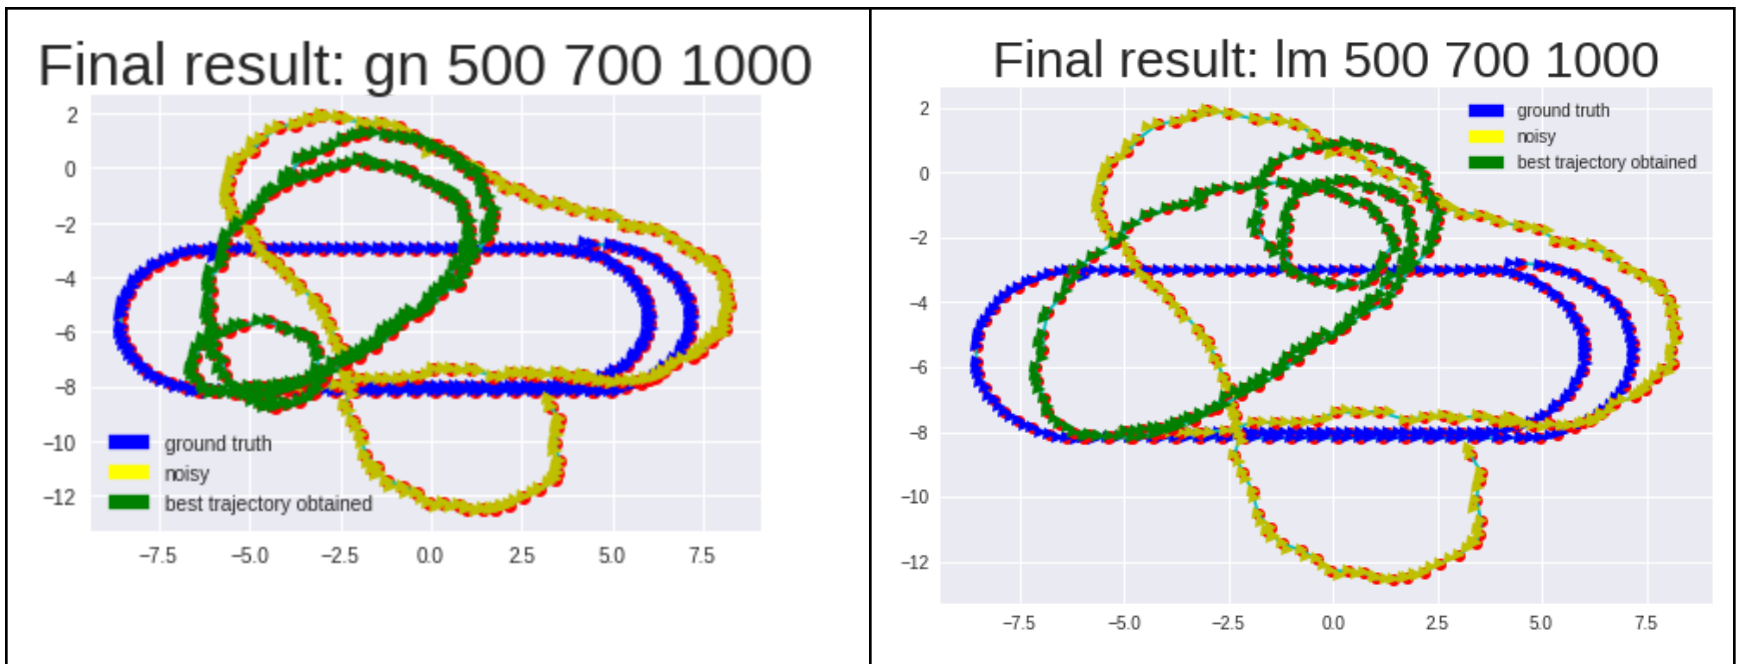 Final result: gn 500 700 1000
2
0
−2
−4
−6
−8
−10
−12
ground truth
noisy
best trajectory obtained
−7.5 −5.0 −2.5 0.0 2.5 5.0 7.5
Final result: lm 500 700 1000
ground truth
noisy
best trajectory obtained
2
0
−2
−4
−6
−8
−10
−12
−7.5 −5.0 −2.5 0.0 2.5 5.0 7.5